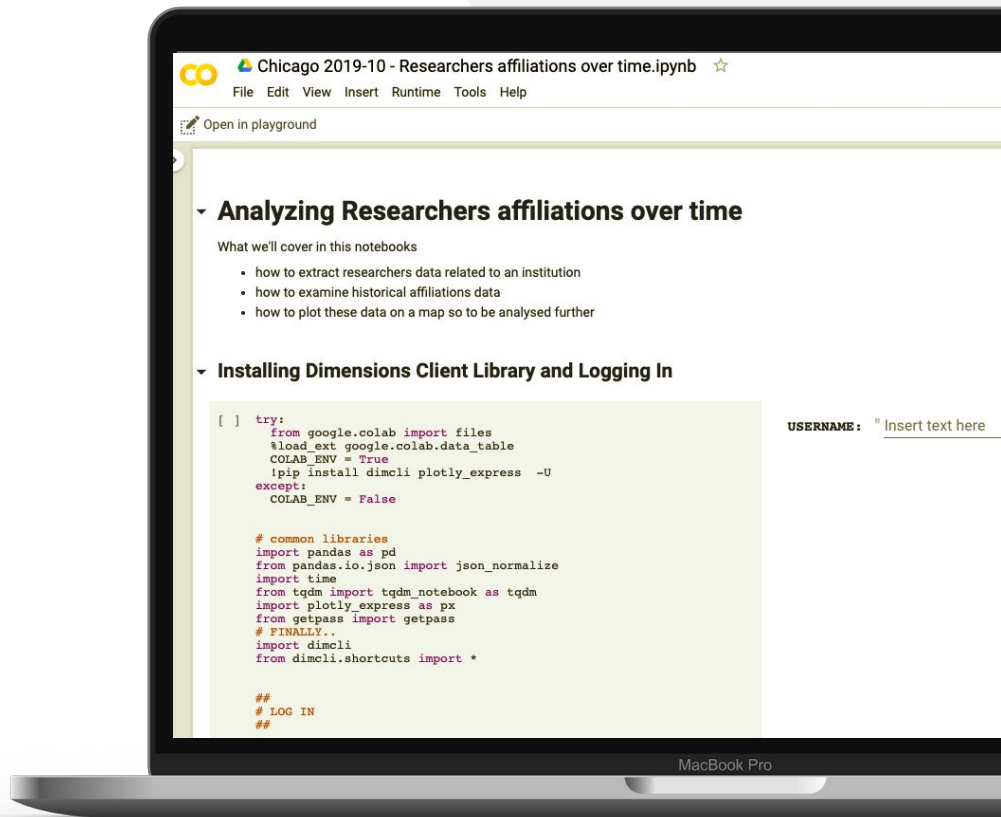 CO
Chicago 2019-10 - Researchers affiliations over time.ipynb
File Edit View Insert Runtime Tools Help
Open in playground
Analyzing Researchers affiliations over time
What we'll cover in this notebooks
• how to extract researchers data related to an institution
• how to examine historical affiliations data
• how to plot these data on a map so to be analysed further
Installing Dimensions Client Library and Logging In
[ ] try:
from google.colab import files
%load_ext google.colab.data_table
COLAB_ENV = True
!pip install dimcli plotly_express -U
except:
COLAB_ENV = False
# common libraries
import pandas as pd
from pandas.io.json import json_normalize
import time
from tqdm import tqdm_notebook as tqdm
import plotly_express as px
from getpass import getpass
# FINALLY..
import dimcli
from dimcli.shortcuts import *
##
# LOG IN
##
USERNAME: " Insert text here
MacBook Pro